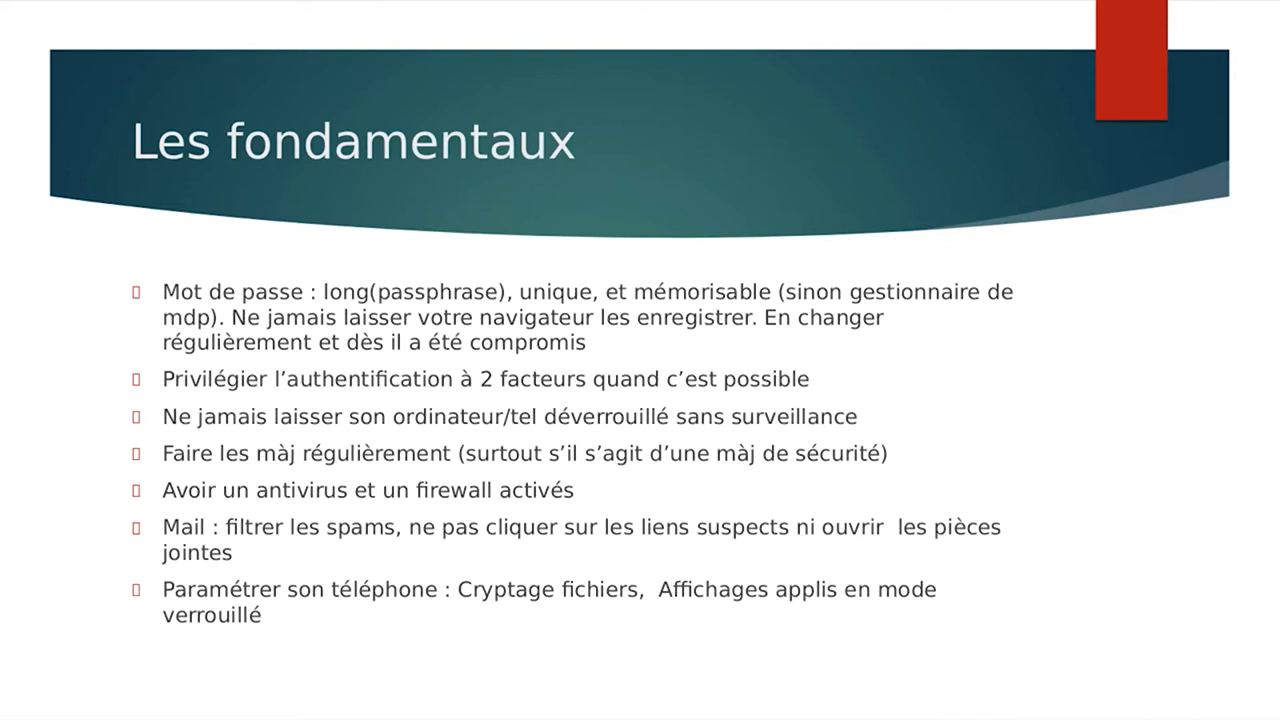 Les fondamentaux
Mot de passe : long(passphrase), unique, et mémorisable (sinon gestionnaire de
mdp). Ne jamais laisser votre navigateur les enregistrer. En changer
régulièrement et dès il a été compromis
Privilégier l’authentification à 2 facteurs quand c’est possible
Ne jamais laisser son ordinateur/tel déverrouillé sans surveillance
Faire les màj régulièrement (surtout s’il s’agit d’une màj de sécurité)
Avoir un antivirus et un firewall activés
Mail : filtrer les spams, ne pas cliquer sur les liens suspects ni ouvrir  les pièces
jointes
Paramétrer son téléphone : Cryptage fichiers,  Affichages applis en mode
verrouillé